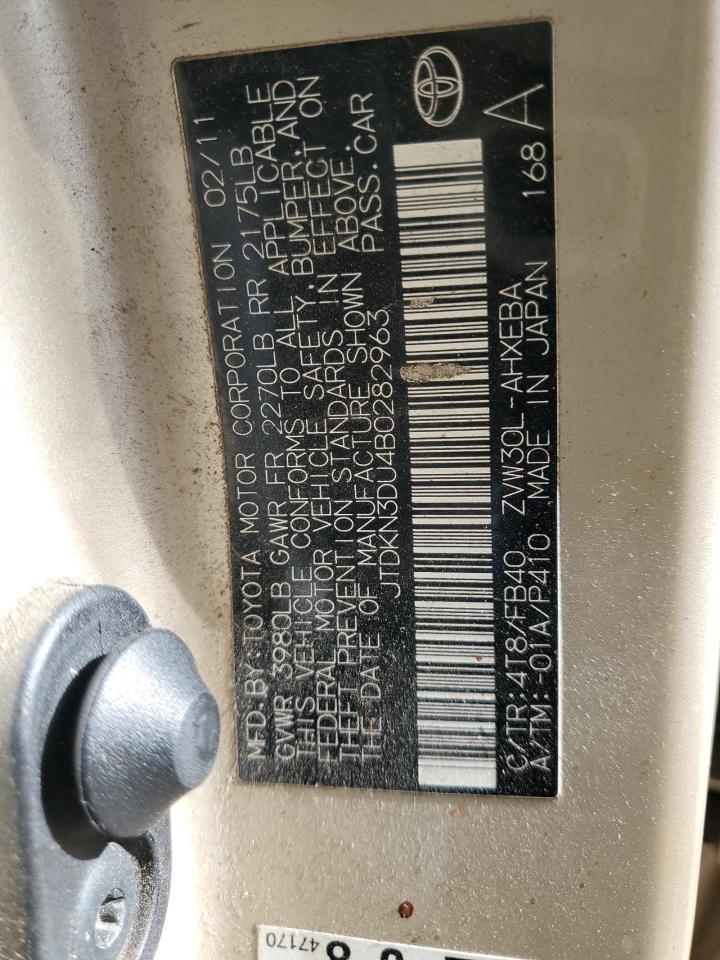 MFD.BY:TOYOTA MOTOR CORPORATION 02/11
GVWR 3980LB GAWR FR 2270LB RR 2175LB
THIS VEHICLE CONFORMS TO ALL APPLICABLE
FEDERAL MOTOR VEHICLE SAFETY,BUMPER,AND
THEFT PREVENTION STANDARDS IN EFFECT ON
THE DATE OF MANUFACTURE SHOWN ABOVE.
JTDKN3DU4B0282963 PASS.CAR
C/TR:4T8/FB40 ZVW30L-AHXEBA 168
A/TM:-01A/P410 MADE IN JAPAN A
47170